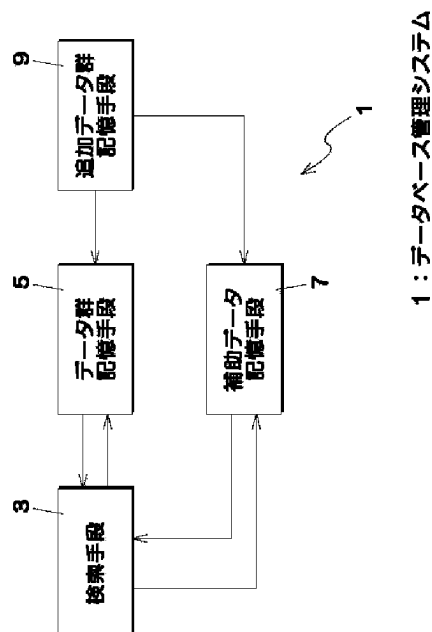 3
検索手段
5
データ群
記憶手段
9
追加データ群
記憶手段
補助データ
記憶手段
7
1
1：データベース管理システム